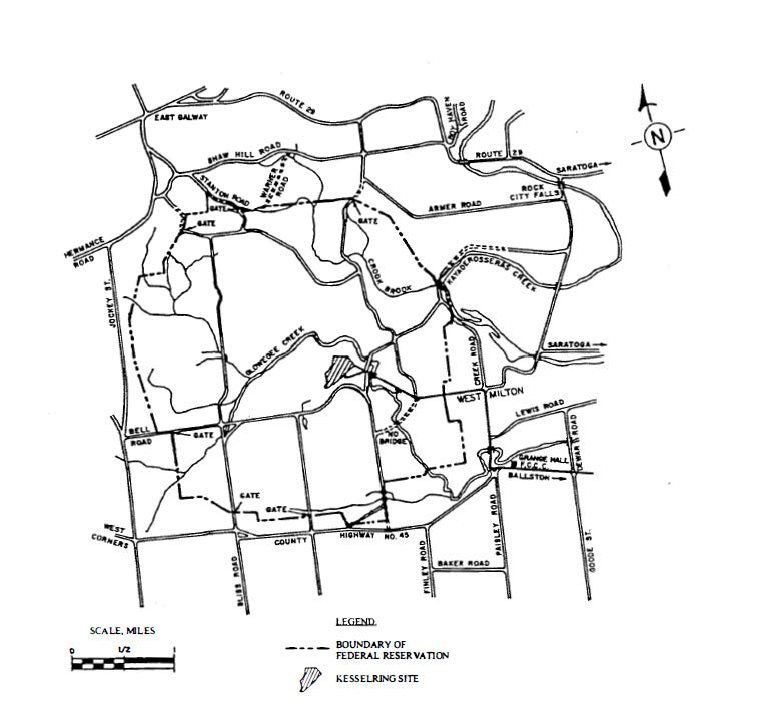 ROUTE 29
EAST GALWAY
ROY HAVEN
ROAD
SHAW HILL ROAD
ROUTE 29
SARATOGA
STANTON ROAD
WARNER
ROAD
ROCK
CITY FALLS
ARMER ROAD
GATE
GATE
GATE
N
HERMANCE
ROAD
CROOK BROOK
KAYADEROSSERAS CREEK
JOCKEY ST.
GLOWEGEE CREEK
CREEK ROAD
SARATOGA
WEST MILTON
LEWIS ROAD
BELL
ROAD
GATE
NO
BRIDGE
DEWAR ROAD
GRANGE HALL
F.C.C.C.
BALLSTON
GATE
GATE
WEST
CORNERS
COUNTY HIGHWAY NO. 45
PAISLEY ROAD
BLISS ROAD
FINLEY ROAD
BAKER ROAD
GOODE ST.
SCALE, MILES
0 1/2 1
LEGEND
BOUNDARY OF
FEDERAL RESERVATION
KESSELRING SITE